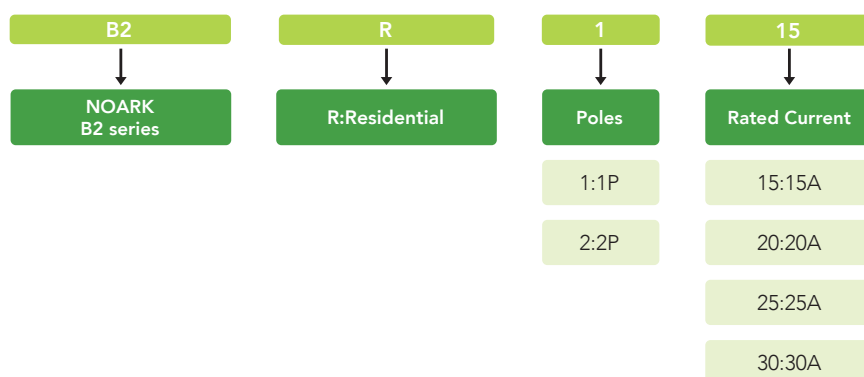 B2 R 1 15
NOARK
B2 series
R:Residential
Poles
Rated Current
1:1P 15:15A
2:2P 20:20A
25:25A
30:30A